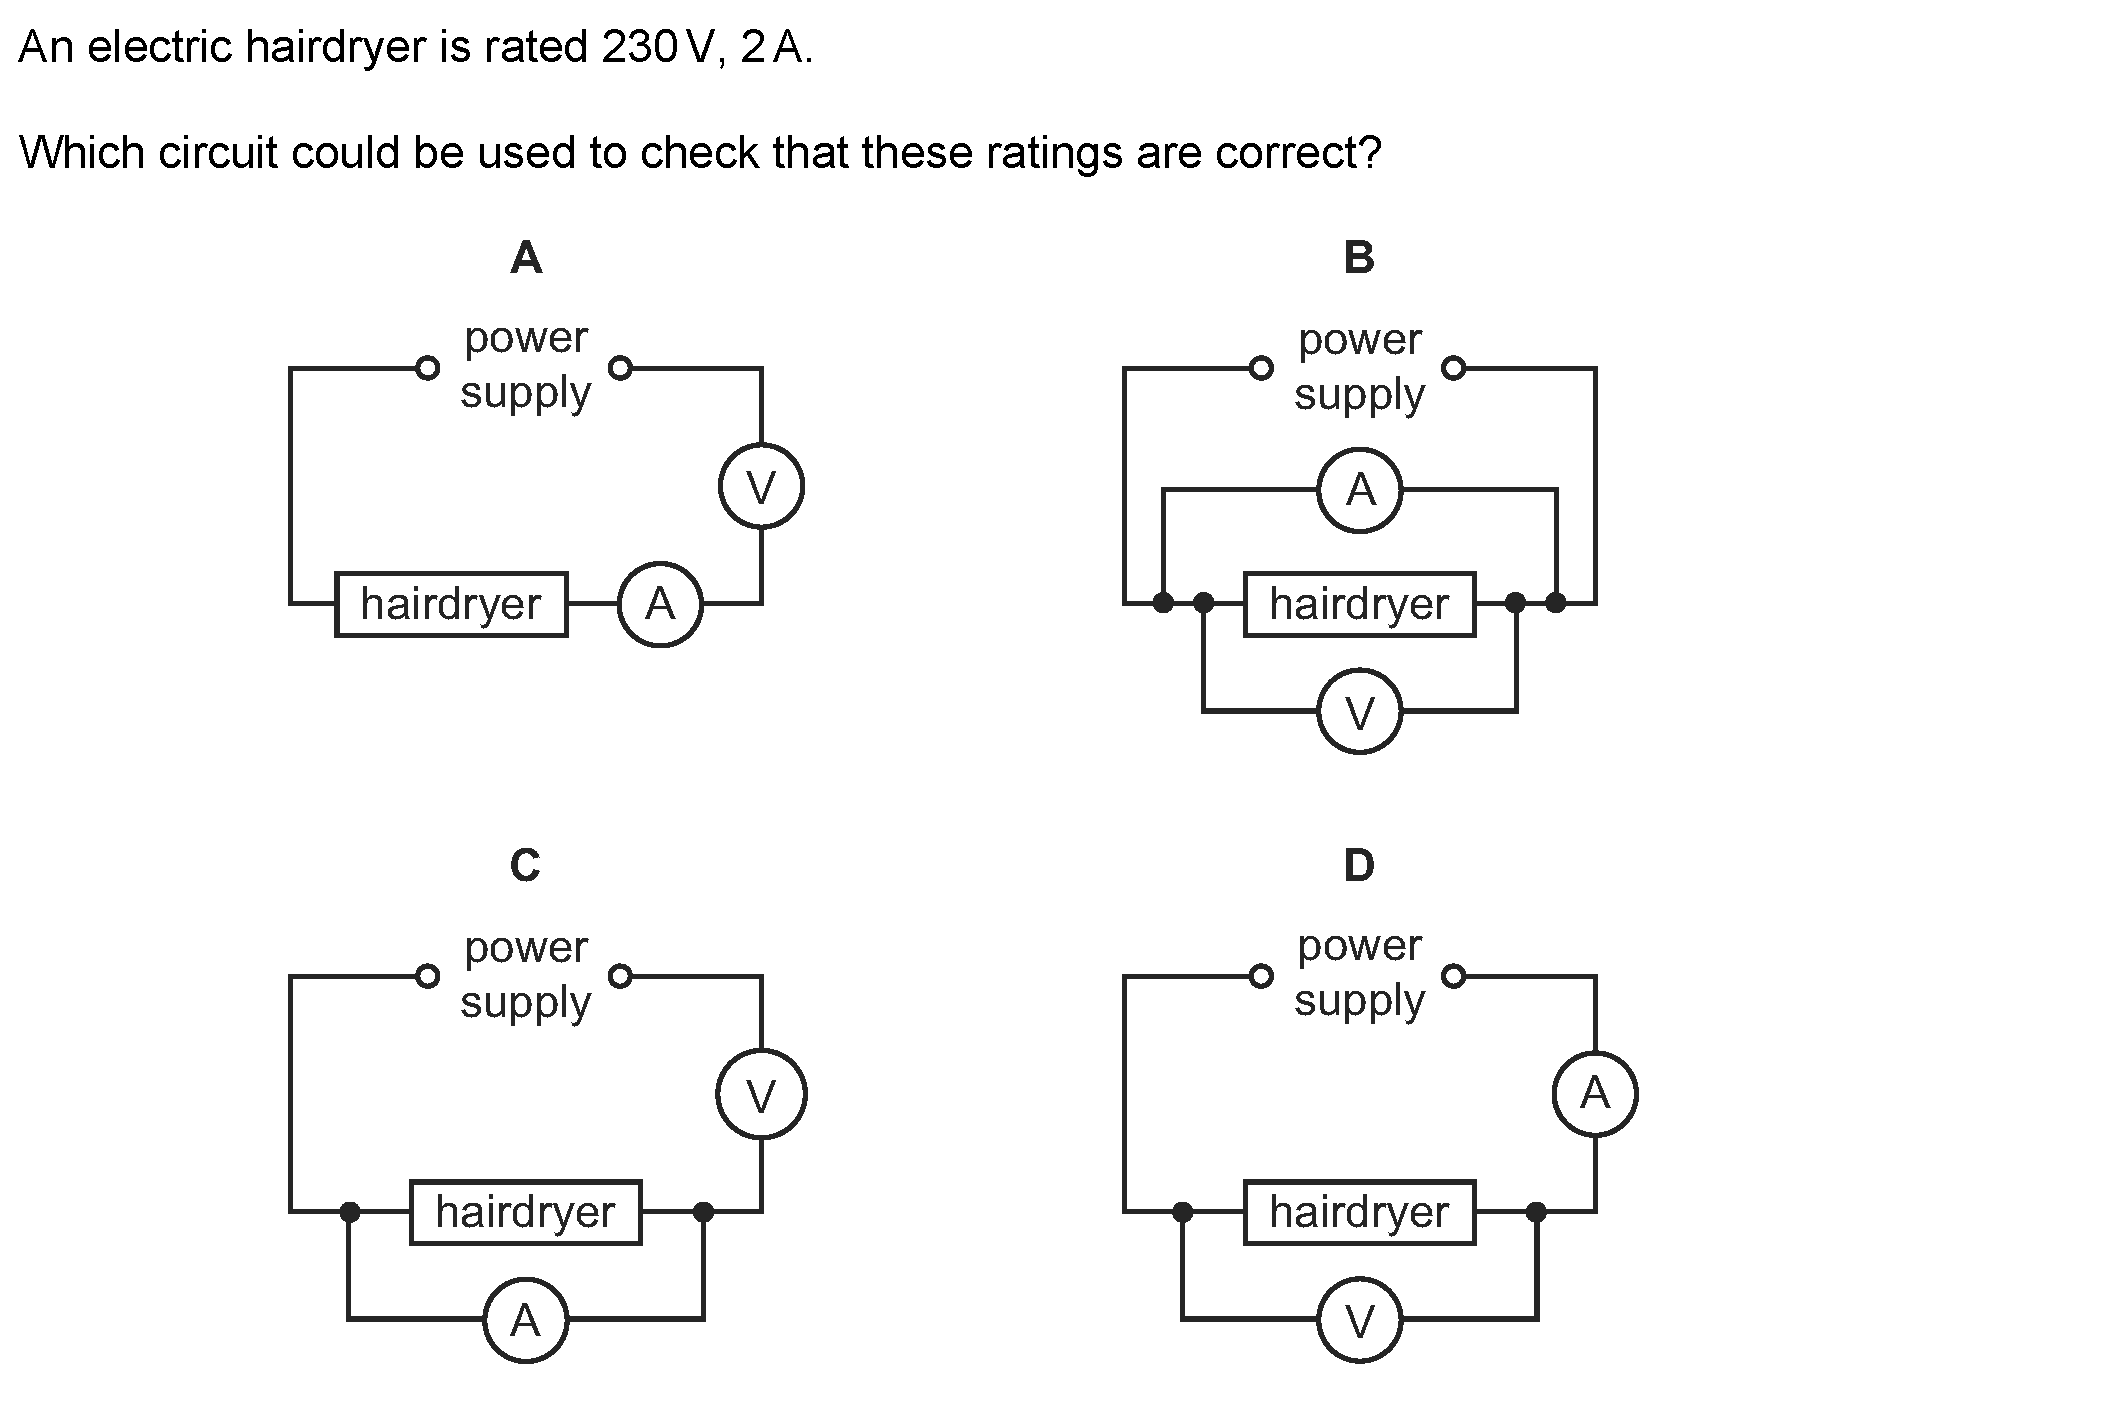 An electric hairdryer is rated 230 V, 2 A.
Which circuit could be used to check that these ratings are correct?
A
power
supply
V
hairdryer
A
B
power
supply
A
hairdryer
V
C
power
supply
V
hairdryer
A
D
power
supply
A
hairdryer
V